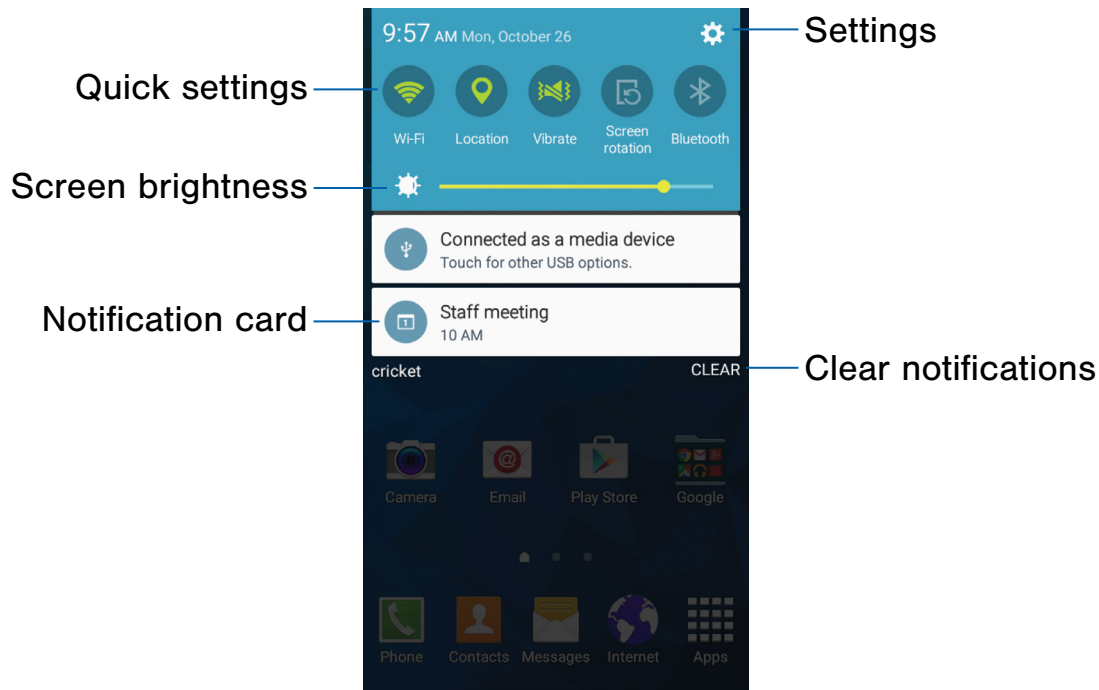 9:57 AM Mon, October 26
Settings
Quick settings
Wi-Fi
Location
Vibrate
Screen
rotation
Bluetooth
Screen brightness
Connected as a media device
Touch for other USB options.
Notification card
Staff meeting
10 AM
cricket
CLEAR
Clear notifications
Camera
Email
Play Store
Google
Phone
Contacts
Messages
Internet
Apps